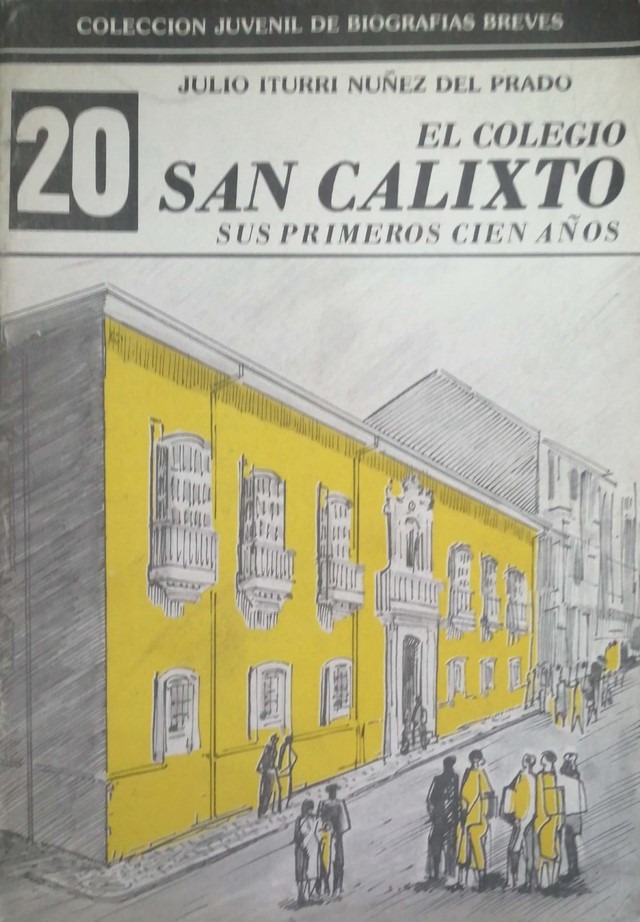 COLECCION JUVENIL DE BIOGRAFIAS BREVES
JULIO ITURRI NUÑEZ DEL PRADO
20
EL COLEGIO
SAN CALIXTO
SUS PRIMEROS CIEN AÑOS